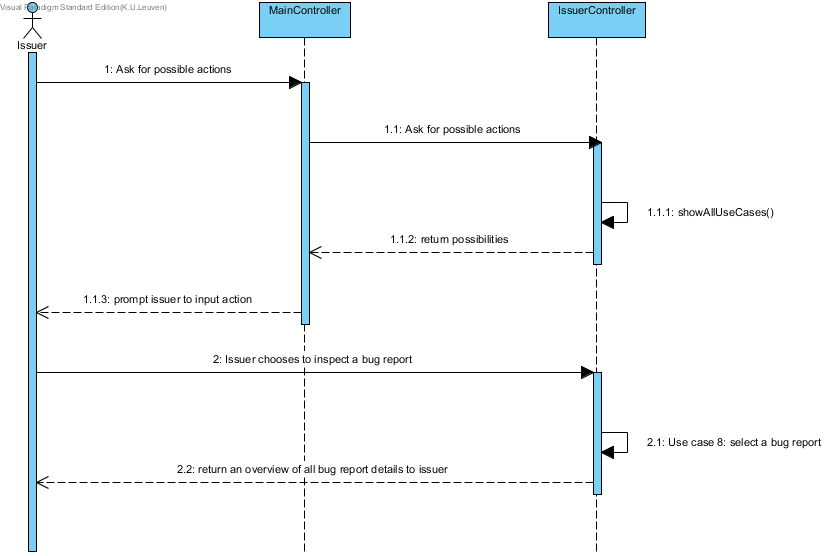 Visual Paradigm Standard Edition(K.U.Leuven)
MainController
IssuerController
Issuer
1: Ask for possible actions
1.1: Ask for possible actions
1.1.1: showAllUseCases()
1.1.2: return possibilities
1.1.3: prompt issuer to input action
2: Issuer chooses to inspect a bug report
2.1: Use case 8: select a bug report
2.2: return an overview of all bug report details to issuer